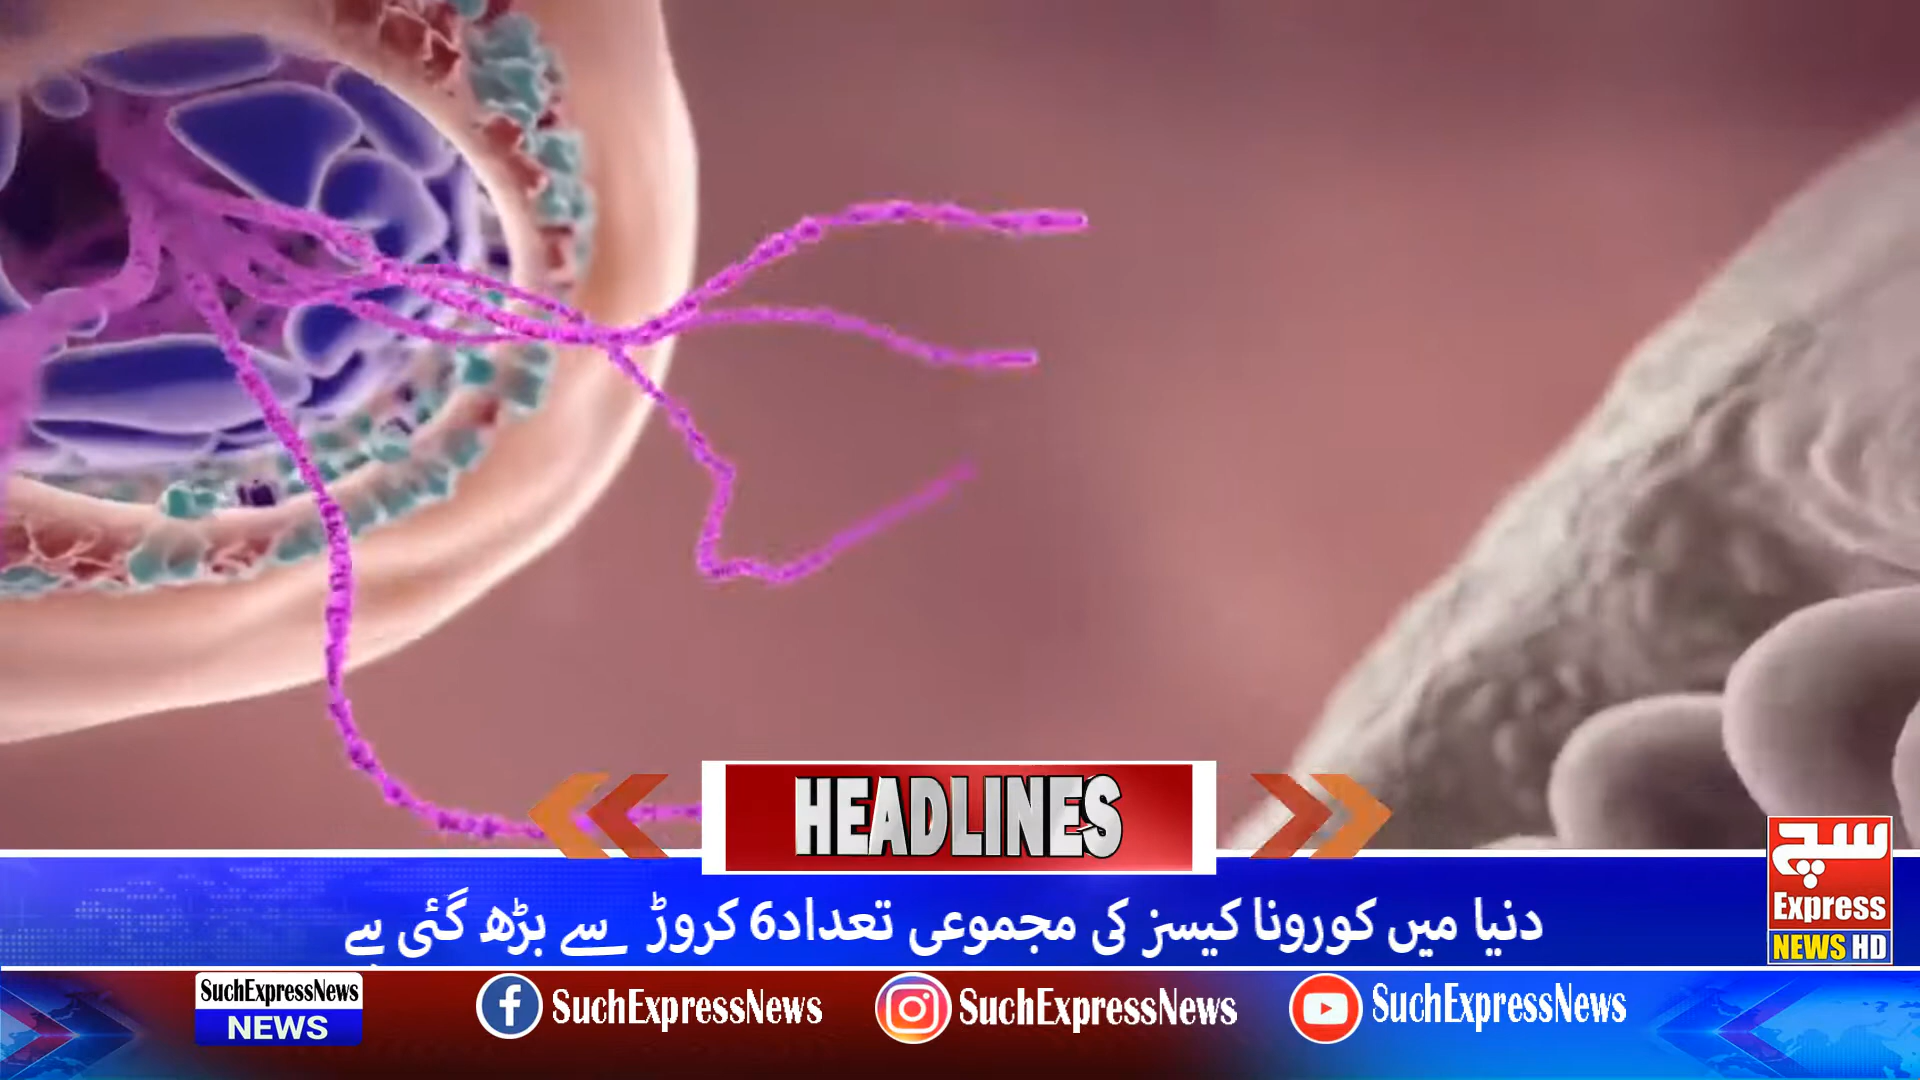 HEADLINES
دنیا میں کورونا کیسز کی مجموعی تعداد6 کروڑ سے بڑھ گئی ہے
سچ
Express
NEWS HD
SuchExpressNews
NEWS
SuchExpressNews
SuchExpressNews
SuchExpressNews